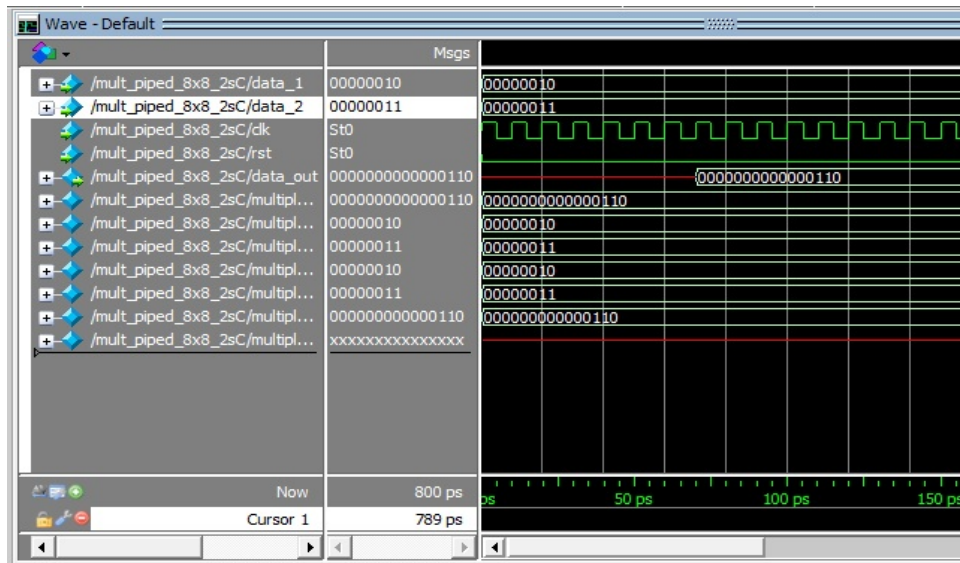 Wave - Default
Msgs
/mult_piped_8x8_2sC/data_1 00000010 00000010
/mult_piped_8x8_2sC/data_2 00000011 00000011
/mult_piped_8x8_2sC/clk St0
/mult_piped_8x8_2sC/rst St0
/mult_piped_8x8_2sC/data_out 0000000000000110 0000000000000110
/mult_piped_8x8_2sC/multipl... 0000000000000110 0000000000000110
/mult_piped_8x8_2sC/multipl... 00000010 00000010
/mult_piped_8x8_2sC/multipl... 00000011 00000011
/mult_piped_8x8_2sC/multipl... 00000010 00000010
/mult_piped_8x8_2sC/multipl... 00000011 00000011
/mult_piped_8x8_2sC/multipl... 000000000000110 000000000000110
/mult_piped_8x8_2sC/multipl... xxxxxxxxxxxxxxx
Now 800 ps ps 50 ps 100 ps 150 ps
Cursor 1 789 ps